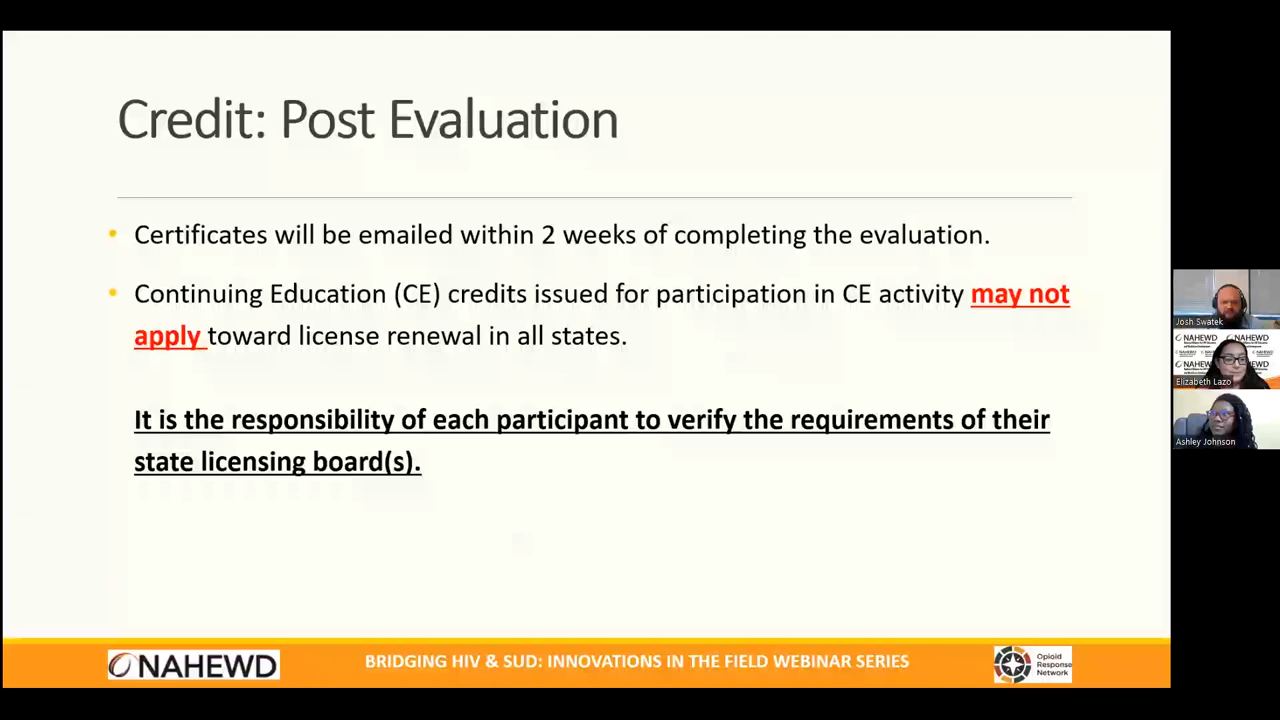 Credit: Post Evaluation
• Certificates will be emailed within 2 weeks of completing the evaluation.
• Continuing Education (CE) credits issued for participation in CE activity may not
apply toward license renewal in all states.
It is the responsibility of each participant to verify the requirements of their
state licensing board(s).
NAHEWD
BRIDGING HIV & SUD: INNOVATIONS IN THE FIELD WEBINAR SERIES
Opioid
Response
Network
Josh Swatek
NAHEWD
NAHEWD
NAHEWD
Elizabeth Lazo
Ashley Johnson